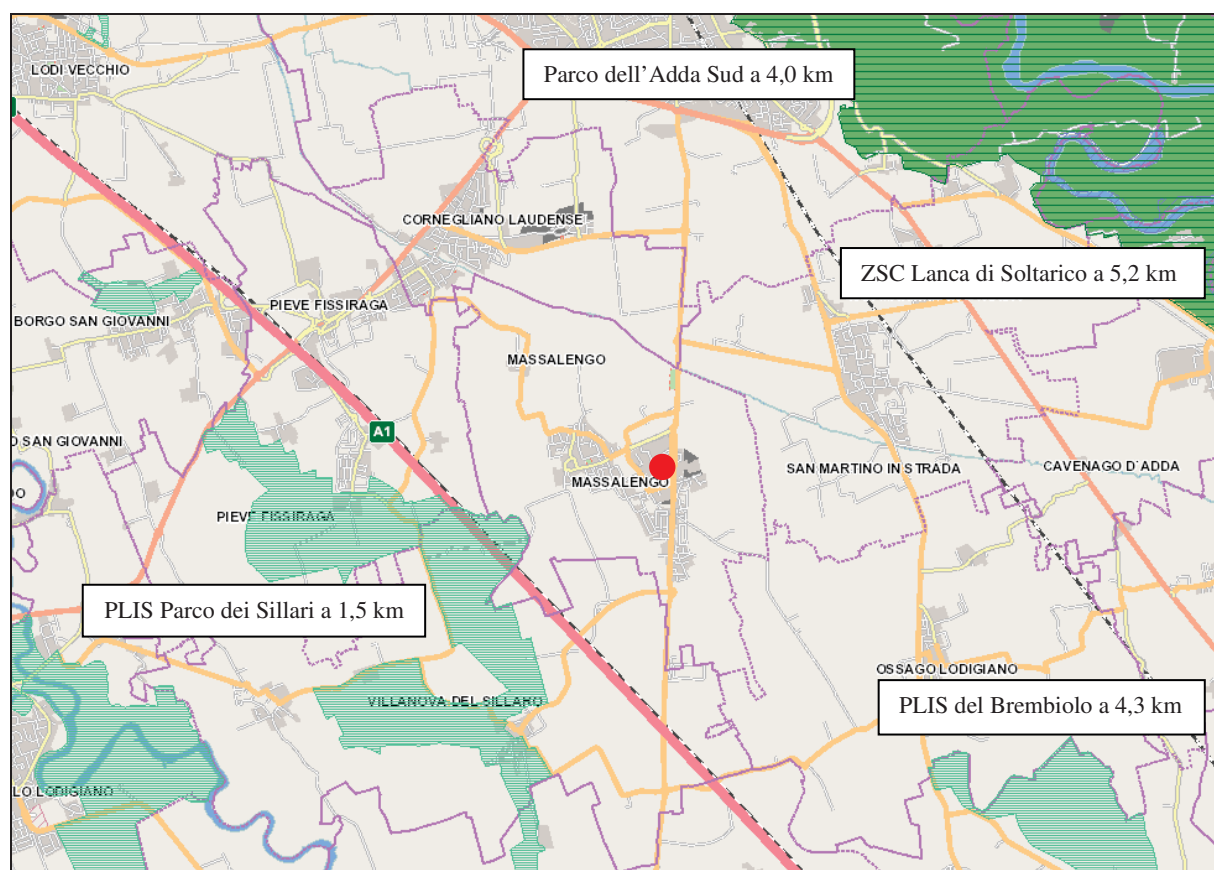 LODI VECCHIO
Parco dell’Adda Sud a 4,0 km
CORNEGLIANO LAUDENSE
ZSC Lanca di Soltarico a 5,2 km
PIEVE FISSIRAGA
BORGO SAN GIOVANNI
MASSALENGO
A1
O SAN GIOVANNI
SAN MARTINO IN STRADA
CAVENAGO D`ADDA
MASSALENGO
DO
PIEVE FISSIRAGA
PLIS Parco dei Sillari a 1,5 km
OSSAGO LODIGIANO
VILLANOVA DEL SILLARO
PLIS del Brembiolo a 4,3 km
LO LODIGIANO